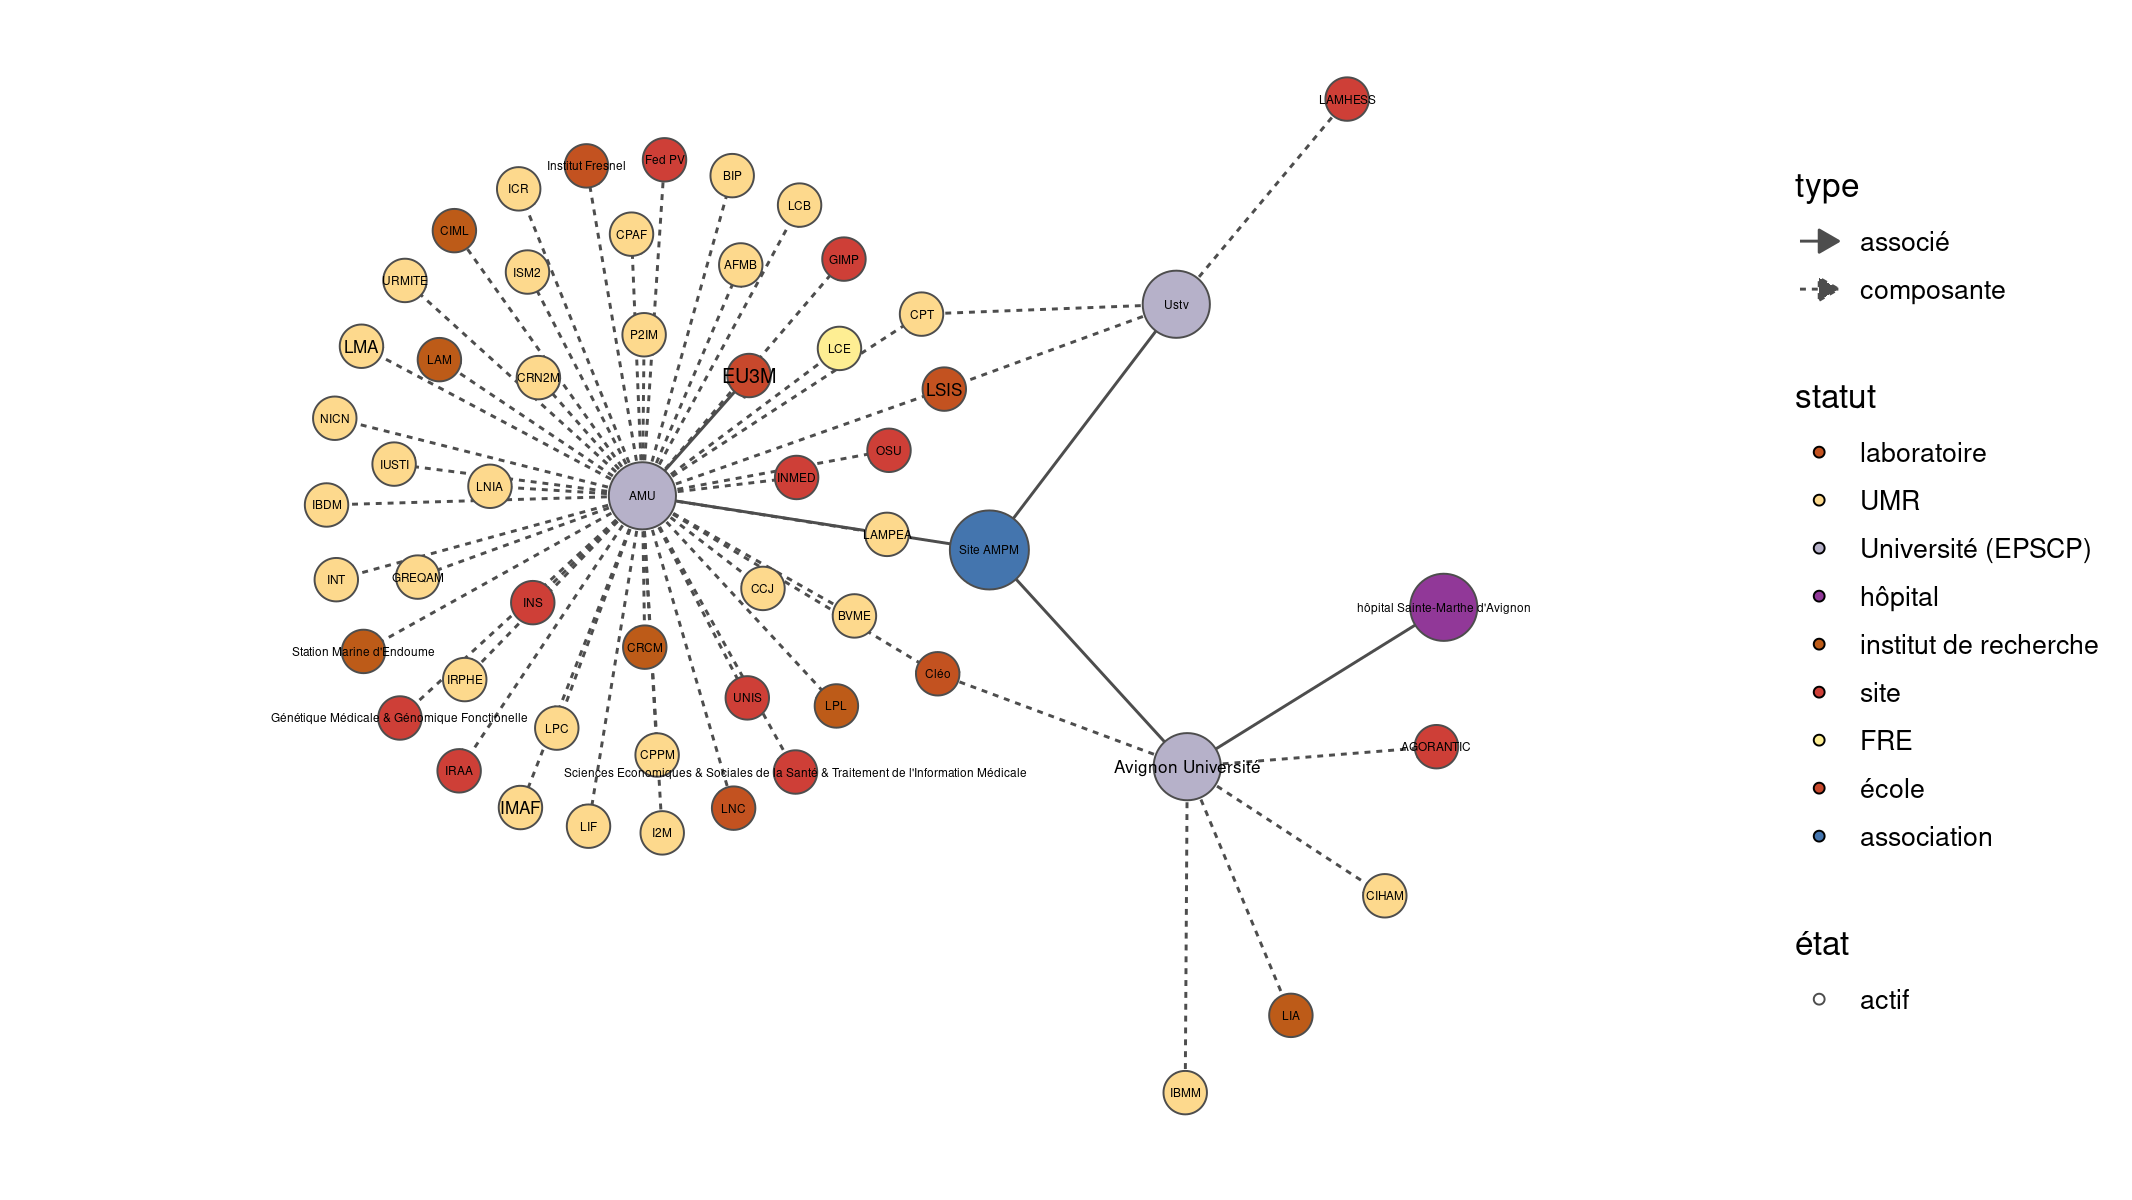 LAMHESS
Fed PV
Institut Fresnel
BIP
ICR
LCB
CIML
CPAF
GIMP
AFMB
ISM2
URMITE
Ustv
CPT
P2IM
LMA
LCE
LAM
EU3M
CRN2M
LSIS
NICN
OSU
IUSTI
INMED
LNIA
AMU
IBDM
LAMPEA
Site AMPM
INT
GREQAM
CCJ
INS
hôpital Sainte-Marthe d'Avignon
BVME
CRCM
Station Marine d'Endoume
Cléo
IRPHE
UNIS
LPL
Génétique Médicale & Génomique Fonctionelle
LPC
AGORANTIC
CPPM
Avignon Université
IRAA
Sciences Economiques & Sociales de la Santé & Traitement de l'Information Médicale
IMAF
LNC
LIF
I2M
CIHAM
LIA
IBMM
type
associé
composante
statut
laboratoire
UMR
Université (EPSCP)
hôpital
institut de recherche
site
FRE
école
association
état
actif